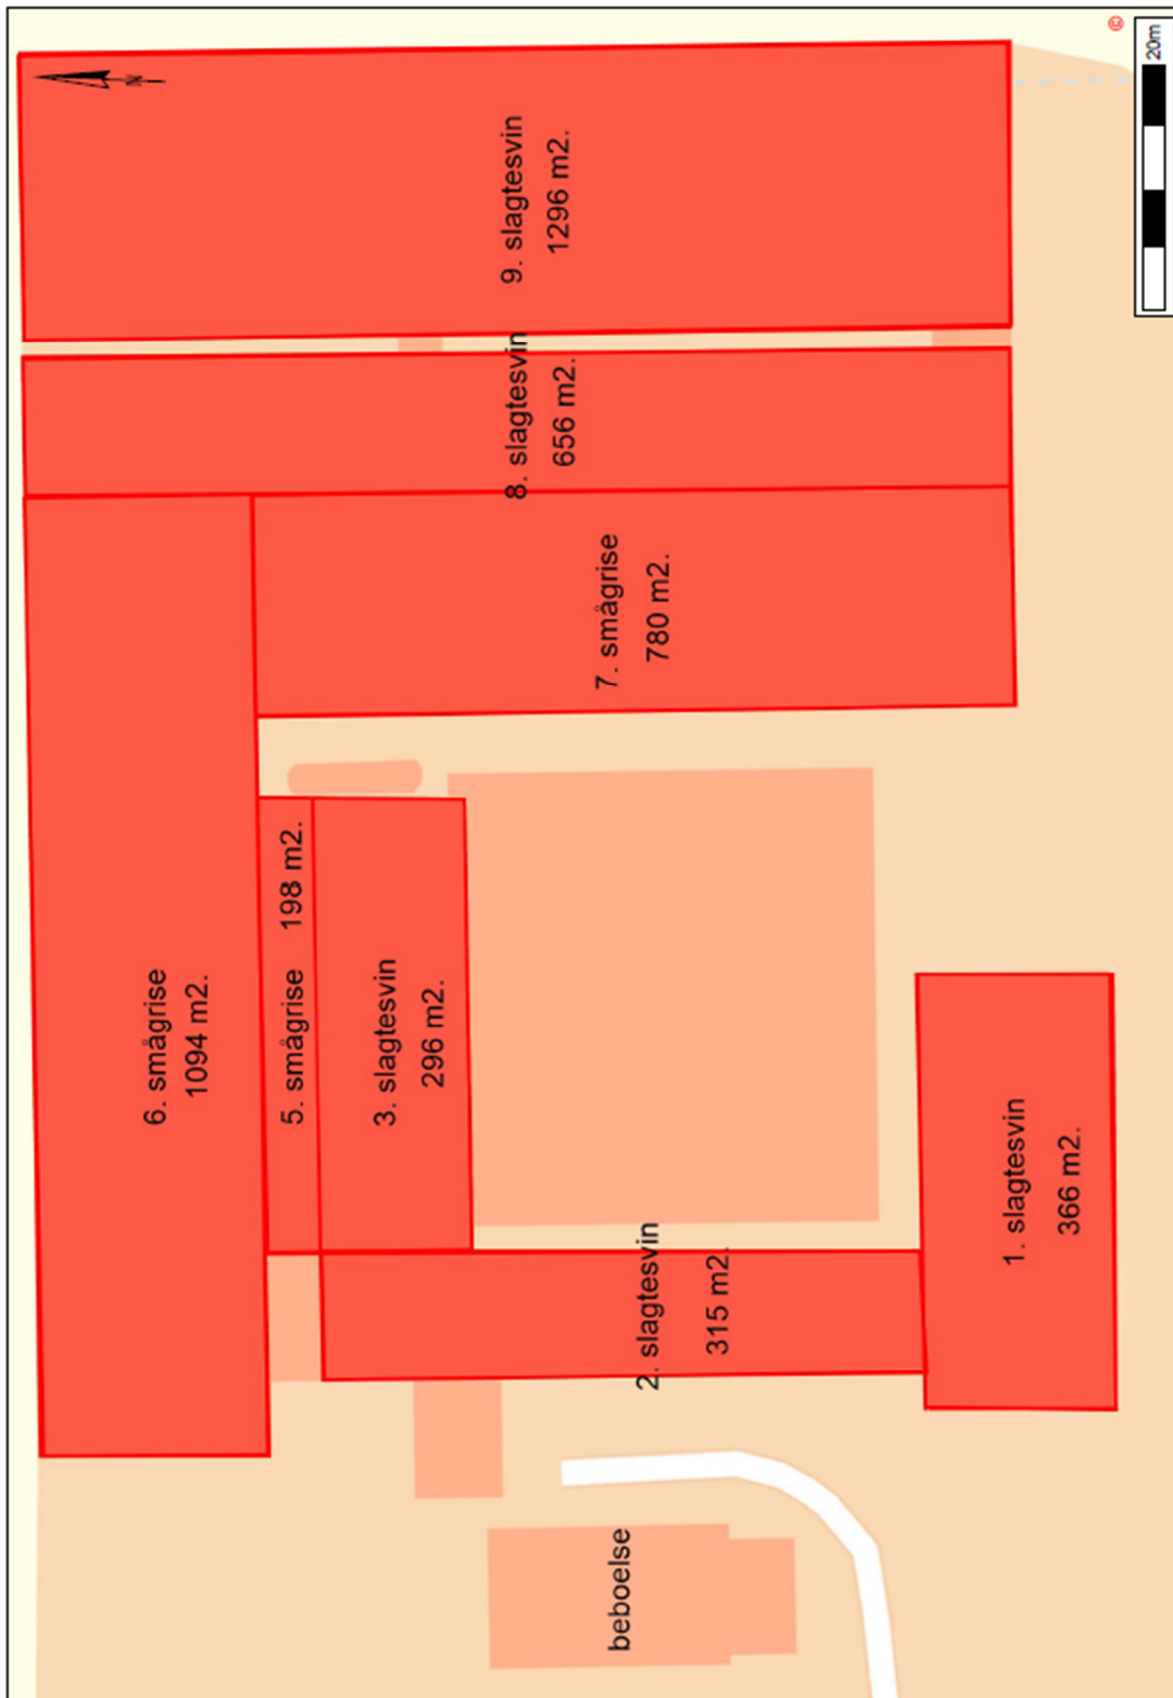 6. smågrise
1094 m2.
5. smågrise 198 m2.
3. slagtesvin
296 m2.
2. slagtesvin
315 m2.
1. slagtesvin
366 m2.
7. smågrise
780 m2.
8. slagtesvin
656 m2.
9. slagtesvin
1296 m2.
beboelse
N
20m
©